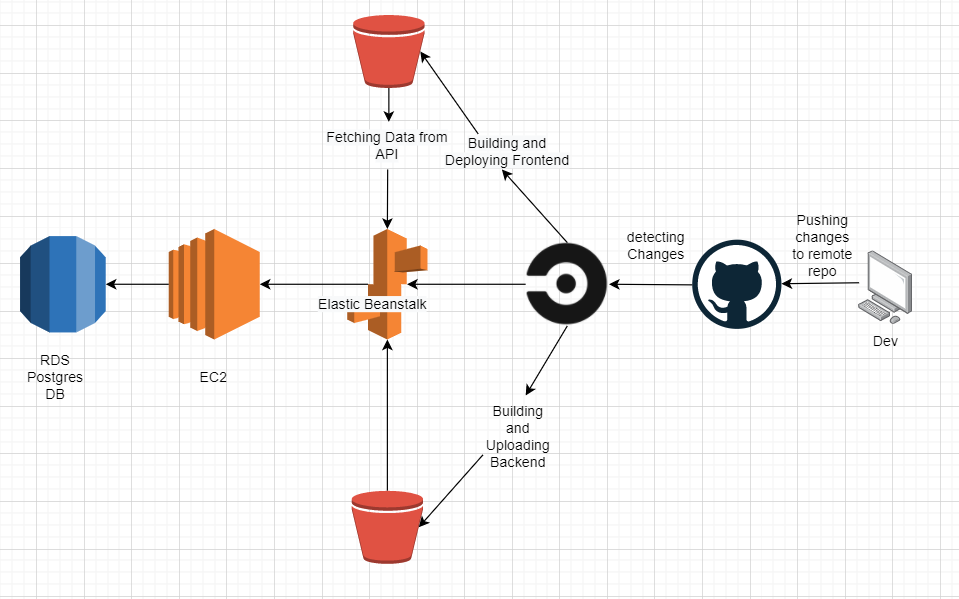 Fetching Data from
API
Building and
Deploying Frontend
detecting
Changes
Pushing
changes
to remote
repo
Elastic Beanstalk
Dev
RDS
Postgres
DB
EC2
Building
and
Uploading
Backend